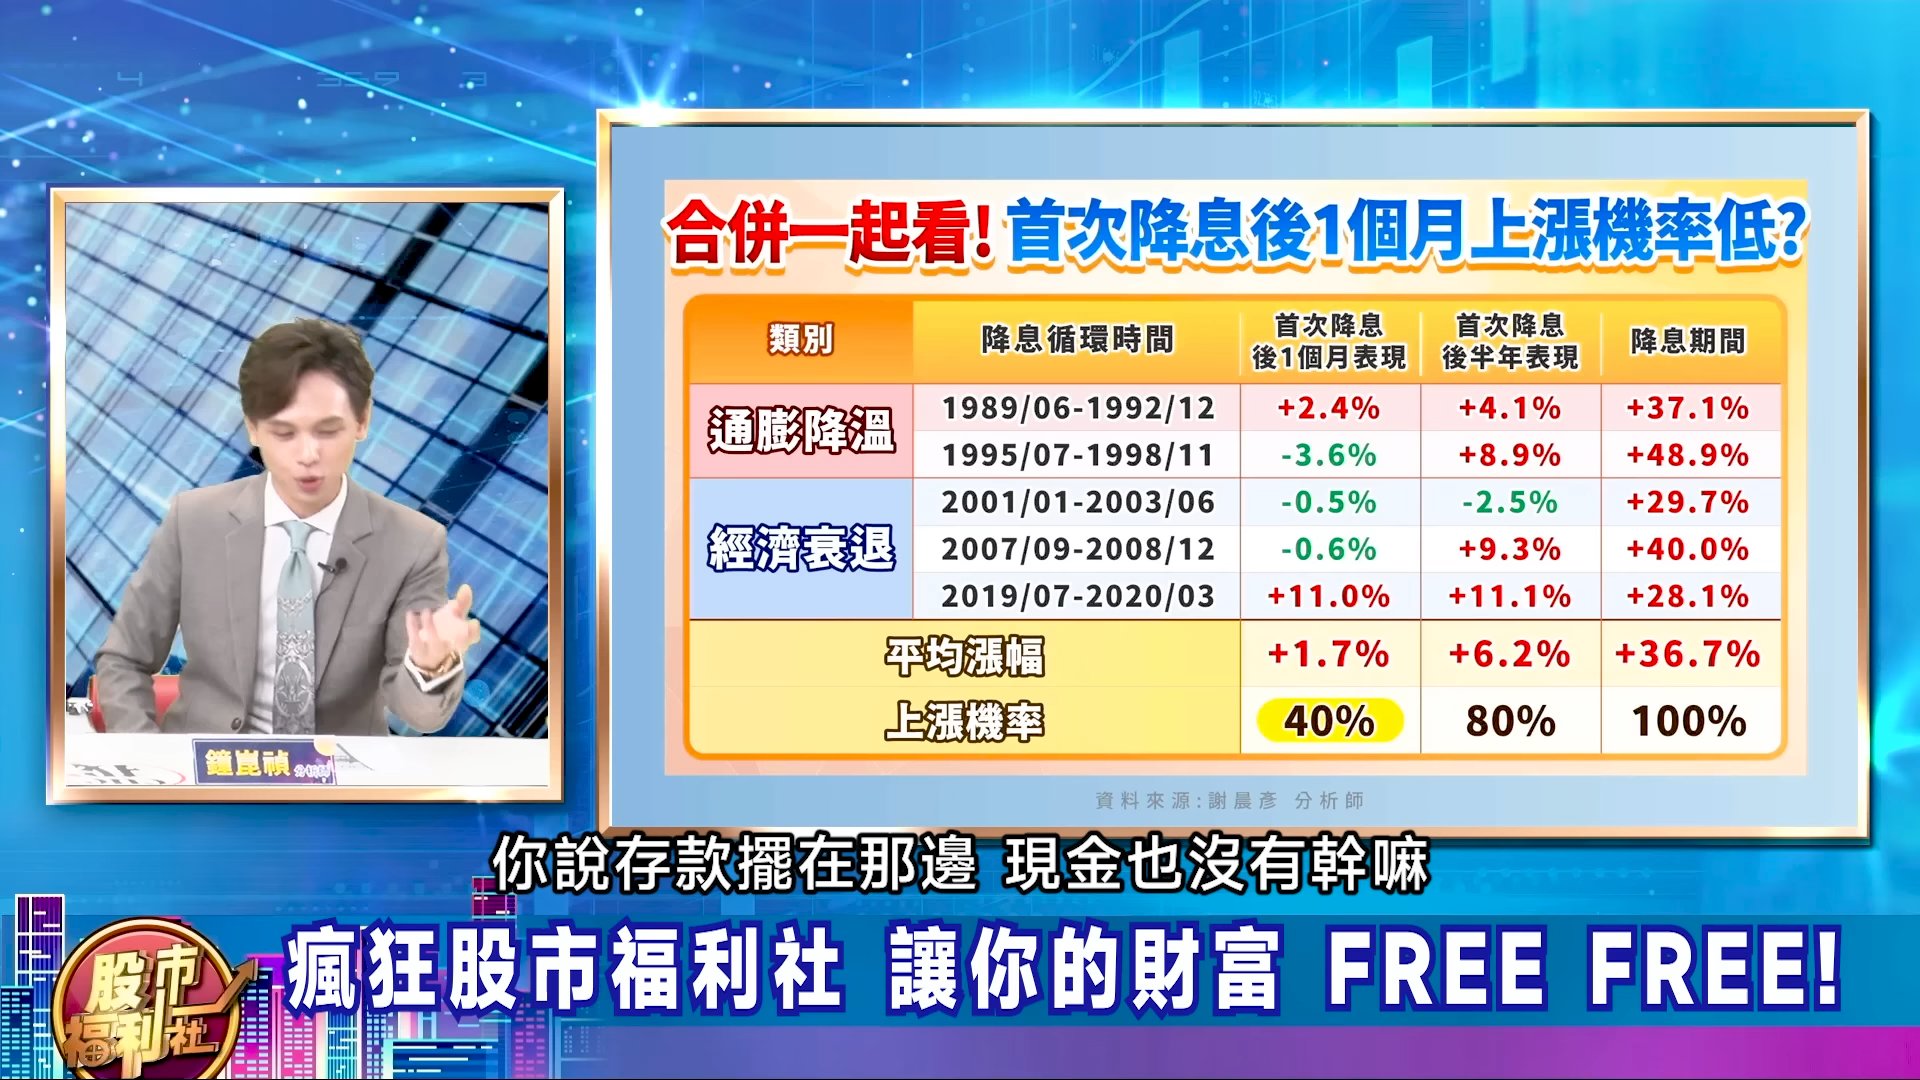 合併一起看! 首次降息後1個月上漲機率低?
類別 降息循環時間 首次降息後1個月表現 首次降息後半年表現 降息期間
通膨降溫 1989/06-1992/12 +2.4% +4.1% +37.1%
1995/07-1998/11 -3.6% +8.9% +48.9%
經濟衰退 2001/01-2003/06 -0.5% -2.5% +29.7%
2007/09-2008/12 -0.6% +9.3% +40.0%
2019/07-2020/03 +11.0% +11.1% +28.1%
平均漲幅 +1.7% +6.2% +36.7%
上漲機率 40% 80% 100%
資料來源:謝晨彥 分析師
鐘崑禎 分析師
你說存款擺在那邊 現金也沒有幹嘛
瘋狂股市福利社 讓你的財富 FREE FREE!
股市
福利社